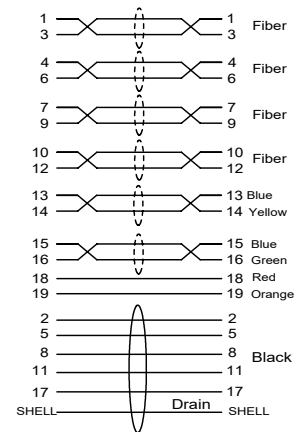 1 1
3 3 Fiber
4 4
6 6 Fiber
7 7
9 9 Fiber
10 10
12 12 Fiber
13 13 Blue
14 14 Yellow
15 15 Blue
16 16 Green
18 18 Red
19 19 Orange
2 2
5 5
8 8 Black
11 11
17 17
Drain
SHELL SHELL